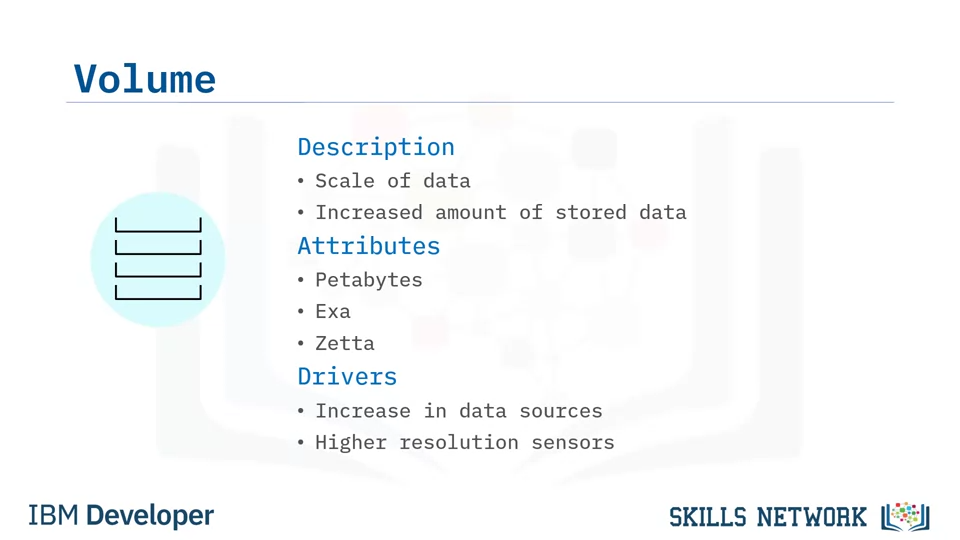 Volume
Description
• Scale of data
• Increased amount of stored data
Attributes
• Petabytes
• Exa
• Zetta
Drivers
• Increase in data sources
• Higher resolution sensors
IBM Developer
SKILLS NETWORK